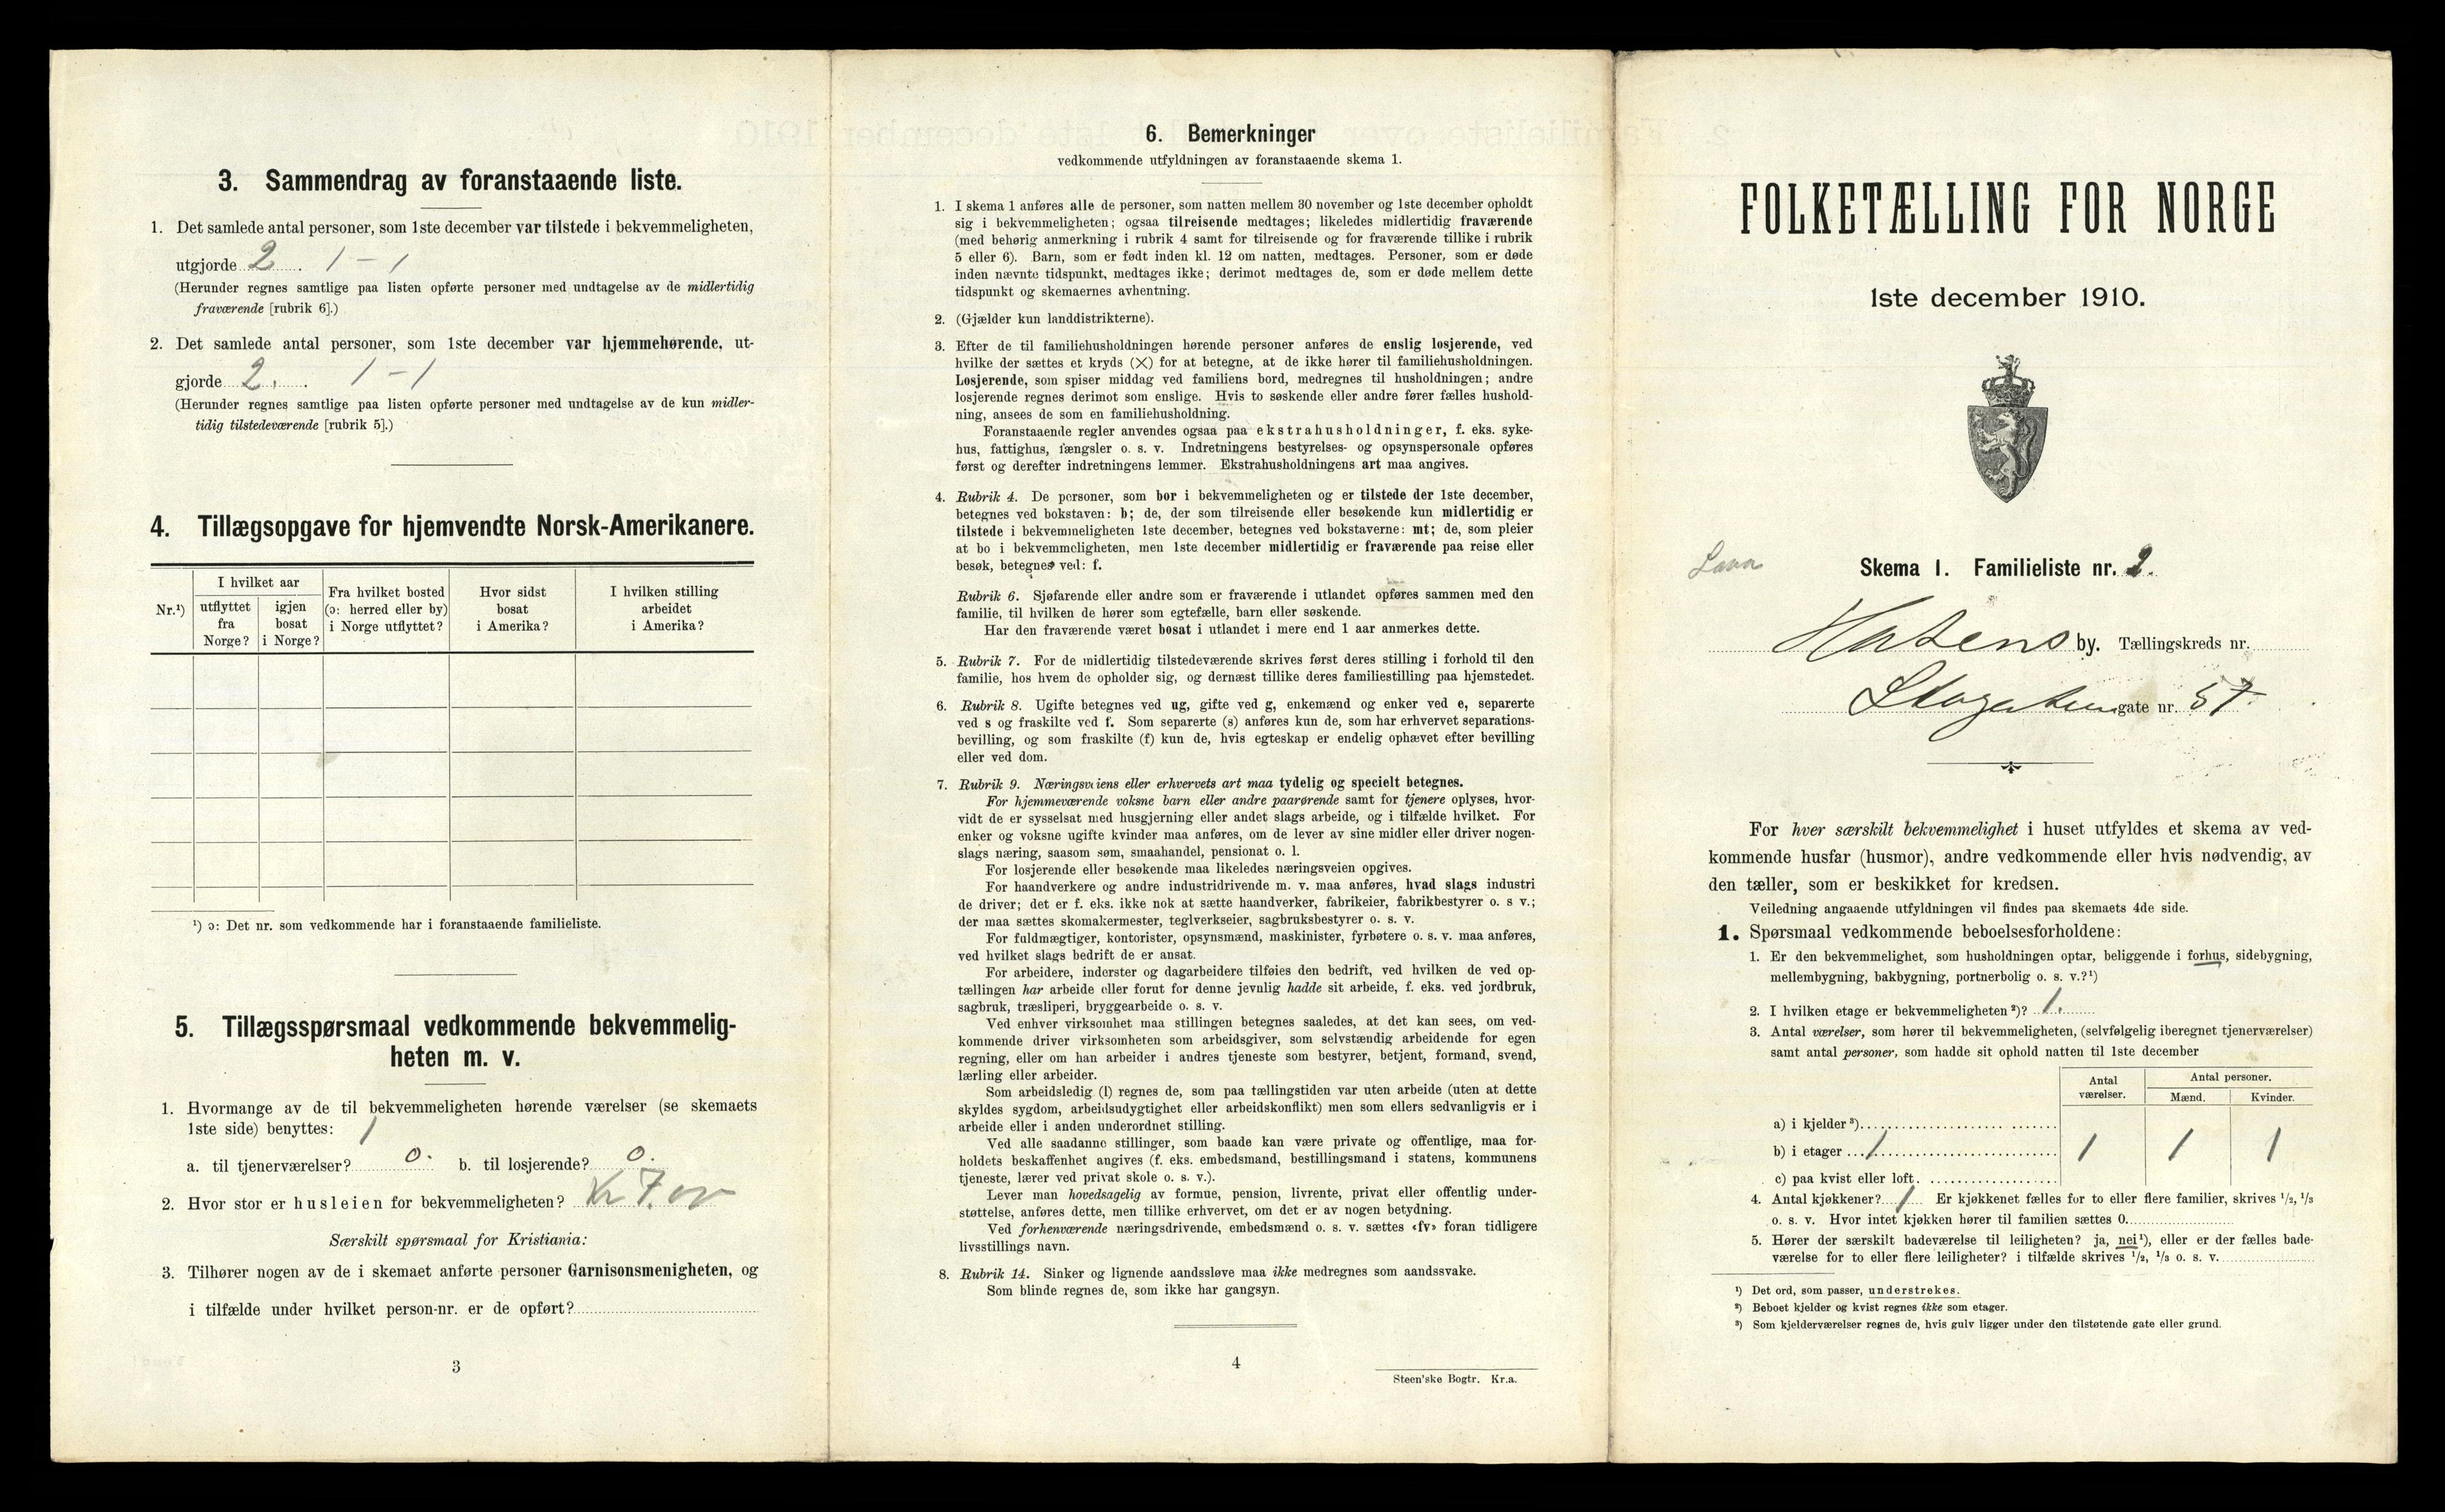 3. Sammendrag av foranstaaende liste.
1. Det samlede antal personer, som 1ste december var tilstede i bekvemmeligheten,
utgjorde 2 . 1 – 1
(Herunder regnes samtlige paa listen opførte personer med undtagelse av de midlertidig
fraværende [rubrik 6].)
2. Det samlede antal personer, som 1ste december var hjemmehørende, ut-
gjorde 2. . 1 – 1
(Herunder regnes samtlige paa listen opførte personer med undtagelse av de kun midler-
tidig tilstedeværende [rubrik 5].)
4. Tillægsopgave for hjemvendte Norsk-Amerikanere.
Nr.¹)
I hvilket aar
utflyttet
fra
Norge?
igjen
bosat
i Norge?
Fra hvilket bosted
(ɔ: herred eller by)
i Norge utflyttet?
Hvor sidst
bosat
i Amerika?
I hvilken stilling
arbeidet
i Amerika?
¹) ɔ: Det nr. som vedkommende har i foranstaaende familieliste.
5. Tillægsspørsmaal vedkommende bekvemmelig-
heten m. v.
1. Hvormange av de til bekvemmeligheten hørende værelser (se skemaets
1ste side) benyttes: 1
a. til tjenerværelser? 0. b. til losjerende? 0.
2. Hvor stor er husleien for bekvemmeligheten? Kr 7.00
Særskilt spørsmaal for Kristiania:
3. Tilhører nogen av de i skemaet anførte personer Garnisonsmenigheten, og
i tilfælde under hvilket person-nr. er de opført?
3
6. Bemerkninger
vedkommende utfyldningen av foranstaaende skema 1.
1. I skema 1 anføres alle de personer, som natten mellem 30 november og 1ste december opholdt
sig i bekvemmeligheten; ogsaa tilreisende medtages; likeledes midlertidig fraværende
(med behørig anmerkning i rubrik 4 samt for tilreisende og for fraværende tillike i rubrik
5 eller 6). Barn, som er født inden kl. 12 om natten, medtages. Personer, som er døde
inden nævnte tidspunkt, medtages ikke; derimot medtages de, som er døde mellem dette
tidspunkt og skemaernes avhentning.
2. (Gjælder kun landdistrikterne).
3. Efter de til familiehusholdningen hørende personer anføres de enslig losjerende, ved
hvilke der sættes et kryds (×) for at betegne, at de ikke hører til familiehusholdningen.
Losjerende, som spiser middag ved familiens bord, medregnes til husholdningen; andre
losjerende regnes derimot som enslige. Hvis to søskende eller andre fører fælles hushold-
ning, ansees de som en familiehusholdning.
Foranstaaende regler anvendes ogsaa paa ekstrahusholdninger, f. eks. syke-
hus, fattighus, fængsler o. s. v. Indretningens bestyrelses- og opsynspersonale opføres
først og derefter indretningens lemmer. Ekstrahusholdningens art maa angives.
4. Rubrik 4. De personer, som bor i bekvemmeligheten og er tilstede der 1ste december,
betegnes ved bokstaven: b; de, der som tilreisende eller besøkende kun midlertidig er
tilstede i bekvemmeligheten 1ste december, betegnes ved bokstaverne: mt; de, som pleier
at bo i bekvemmeligheten, men 1ste december midlertidig er fraværende paa reise eller
besøk, betegnes ved: f.
Rubrik 6. Sjøfarende eller andre som er fraværende i utlandet opføres sammen med den
familie, til hvilken de hører som egtefælle, barn eller søskende.
Har den fraværende været bosat i utlandet i mere end 1 aar anmerkes dette.
5. Rubrik 7. For de midlertidig tilstedeværende skrives først deres stilling i forhold til den
familie, hos hvem de opholder sig, og dernæst tillike deres familiestilling paa hjemstedet.
6. Rubrik 8. Ugifte betegnes ved ug, gifte ved g, enkemænd og enker ved e, separerte
ved s og fraskilte ved f. Som separerte (s) anføres kun de, som har erhvervet separations-
bevilling, og som fraskilte (f) kun de, hvis egteskap er endelig ophævet efter bevilling
eller ved dom.
7. Rubrik 9. Næringsveiens eller erhvervets art maa tydelig og specielt betegnes.
For hjemmeværende voksne barn eller andre paarørende samt for tjenere oplyses, hvor-
vidt de er sysselsat med husgjerning eller andet slags arbeide, og i tilfælde hvilket. For
enker og voksne ugifte kvinder maa anføres, om de lever av sine midler eller driver nogen-
slags næring, saasom søm, smaahandel, pensionat o. l.
For losjerende eller besøkende maa likeledes næringsveien opgives.
For haandverkere og andre industridrivende m. v. maa anføres, hvad slags industri
de driver; det er f. eks. ikke nok at sætte haandverker, fabrikeier, fabrikbestyrer o. s v.;
der maa sættes skomakermester, teglverkseier, sagbruksbestyrer o. s. v.
For fuldmægtiger, kontorister, opsynsmænd, maskinister, fyrbøtere o. s. v. maa anføres,
ved hvilket slags bedrift de er ansat.
For arbeidere, inderster og dagarbeidere tilføies den bedrift, ved hvilken de ved op-
tællingen har arbeide eller forut for denne jevnlig hadde sit arbeide, f. eks. ved jordbruk,
sagbruk, træsliperi, bryggearbeide o. s. v.
Ved enhver virksomhet maa stillingen betegnes saaledes, at det kan sees, om ved-
kommende driver virksomheten som arbeidsgiver, som selvstændig arbeidende for egen
regning, eller om han arbeider i andres tjeneste som bestyrer, betjent, formand, svend,
lærling eller arbeider.
Som arbeidsledig (l) regnes de, som paa tællingstiden var uten arbeide (uten at dette
skyldes sygdom, arbeidsudygtighet eller arbeidskonflikt) men som ellers sedvanligvis er i
arbeide eller i anden underordnet stilling.
Ved alle saadanne stillinger, som baade kan være private og offentlige, maa for-
holdets beskaffenhet angives (f. eks. embedsmand, bestillingsmand i statens, kommunens
tjeneste, lærer ved privat skole o. s. v.).
Lever man hovedsagelig av formue, pension, livrente, privat eller offentlig under-
støttelse, anføres dette, men tillike erhvervet, om det er av nogen betydning.
Ved forhenværende næringsdrivende, embedsmænd o. s. v. sættes «fv» foran tidligere
livsstillings navn.
8. Rubrik 14. Sinker og lignende aandssløve maa ikke medregnes som aandssvake.
Som blinde regnes de, som ikke har gangsyn.
4
Steen'ske Bogtr. Kr.a.
FOLKETÆLLING FOR NORGE
1ste december 1910.
Skema 1. Familieliste nr. 2.
by. Tællingskreds nr.
gate nr. 57.
For hver særskilt bekvemmelighet i huset utfyldes et skema av ved-
kommende husfar (husmor), andre vedkommende eller hvis nødvendig, av
den tæller, som er beskikket for kredsen.
Veiledning angaaende utfyldningen vil findes paa skemaets 4de side.
1. Spørsmaal vedkommende beboelsesforholdene:
1. Er den bekvemmelighet, som husholdningen optar, beliggende i forhus, sidebygning,
mellembygning, bakbygning, portnerbolig o. s. v.?¹)
2. I hvilken etage er bekvemmeligheten²)? 1.
3. Antal værelser, som hører til bekvemmeligheten, (selvfølgelig iberegnet tjenerværelser)
samt antal personer, som hadde sit ophold natten til 1ste december
Antal
værelser.
Antal personer.
Mænd. Kvinder.
a) i kjelder³)
b) i etager 1 1 1 1
c) paa kvist eller loft.
4. Antal kjøkkener? 1 Er kjøkkenet fælles for to eller flere familier, skrives ¹/₂, ¹/₃
o. s. v. Hvor intet kjøkken hører til familien sættes 0.
5. Hører der særskilt badeværelse til leiligheten? ja, nei¹), eller er der fælles bade-
værelse for to eller flere leiligheter? i tilfælde skrives ¹/₂, ¹/₃ o. s. v.
¹) Det ord, som passer, understrekes.
²) Beboet kjelder og kvist regnes ikke som etager.
³) Som kjelderværelser regnes de, hvis gulv ligger under den tilstøtende gate eller grund.